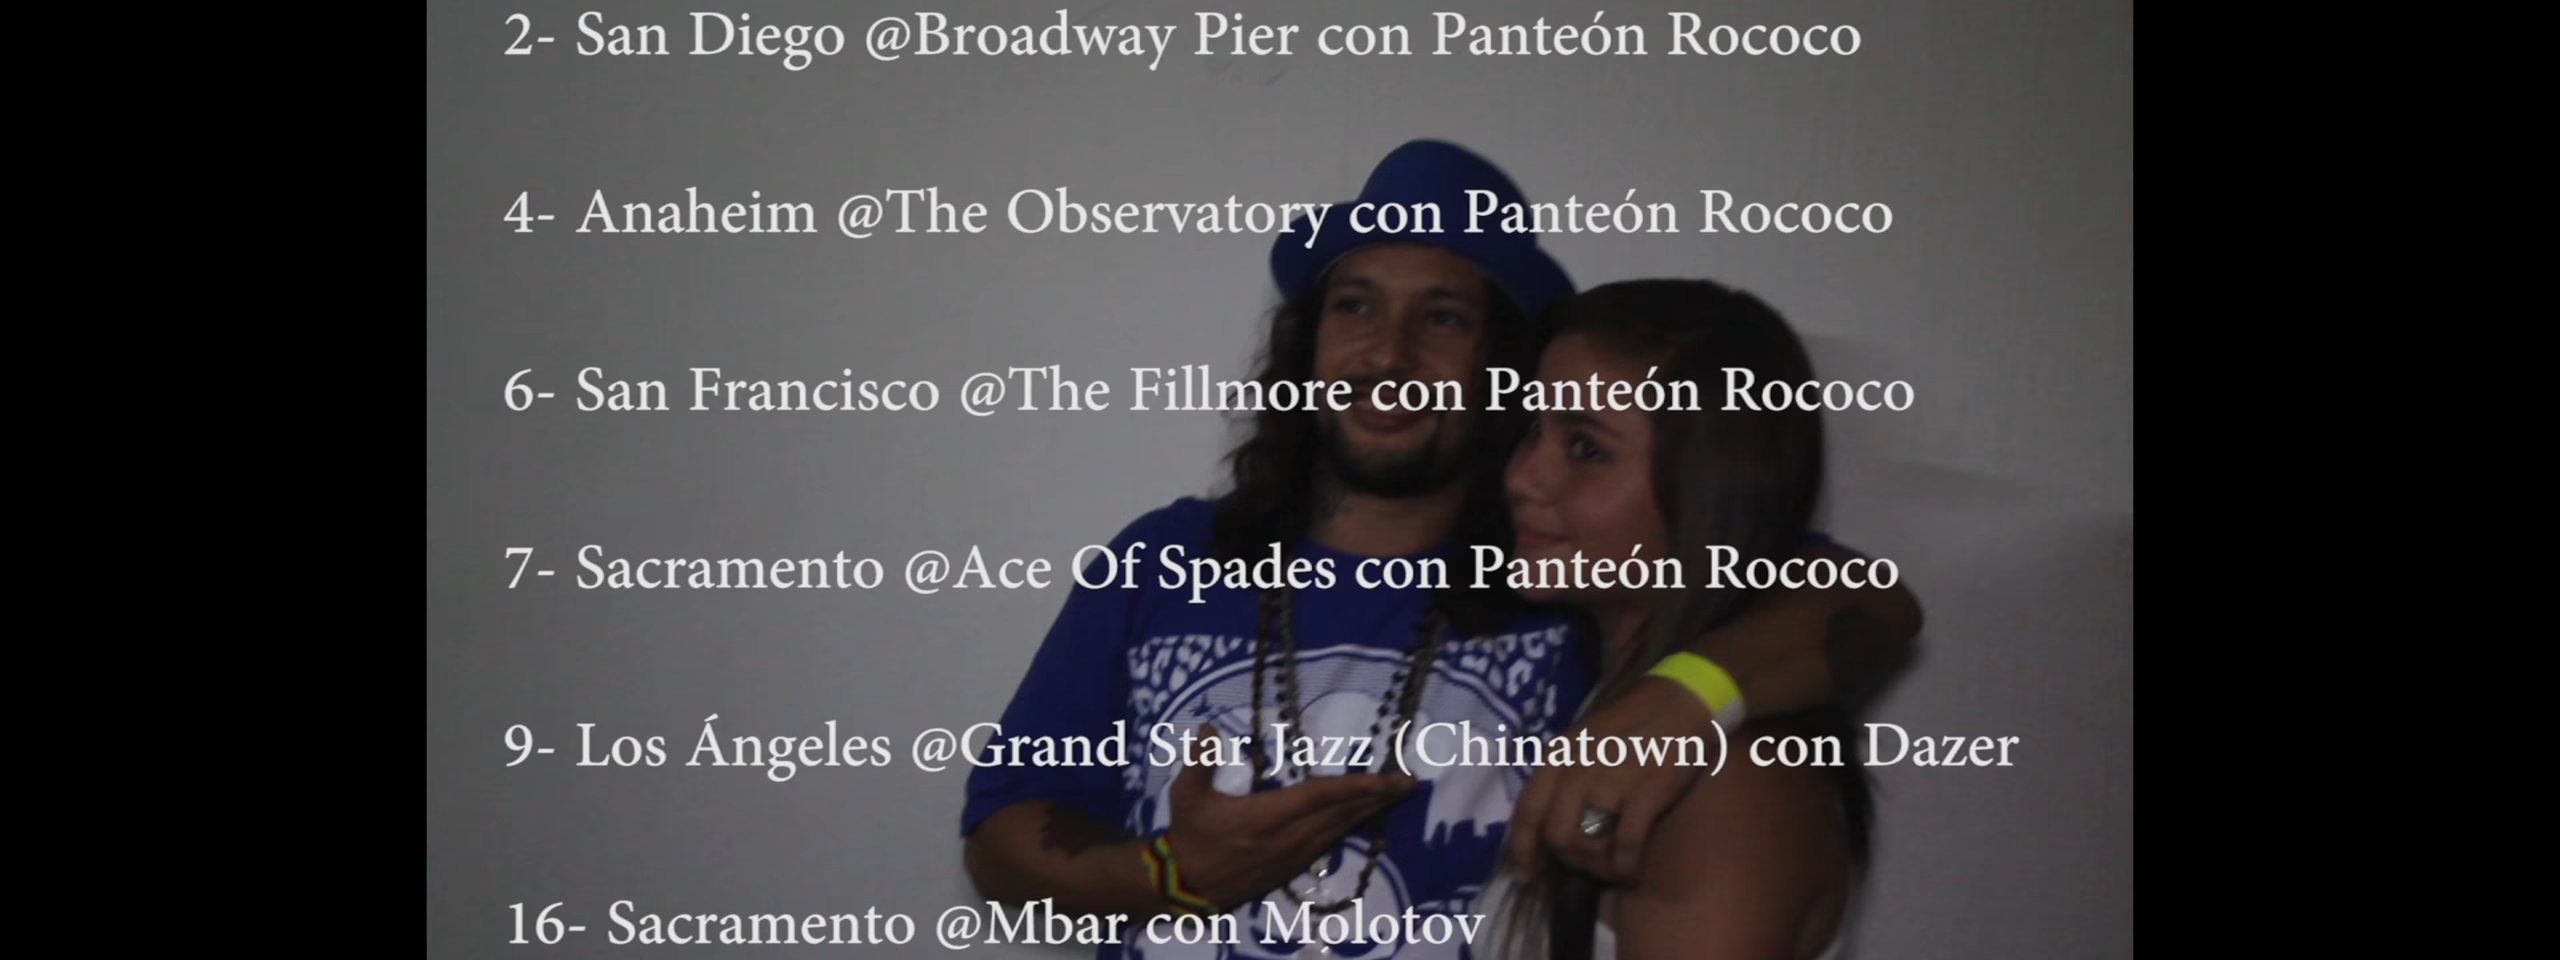 2- San Diego @Broadway Pier con Panteón Rococo
4- Anaheim @The Observatory con Panteón Rococo
6- San Francisco @The Fillmore con Panteón Rococo
7- Sacramento @Ace Of Spades con Panteón Rococo
9- Los Ángeles @Grand Star Jazz (Chinatown) con Dazer
16- Sacramento @Mbar con Molotov